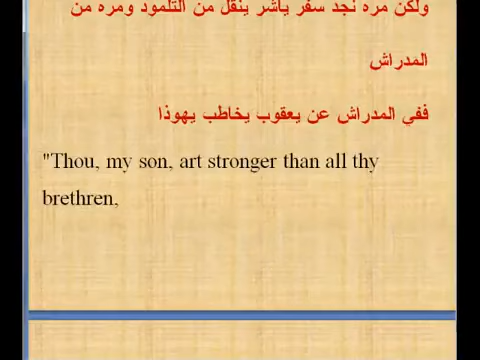 ولكن مره نجد سفر ياشر ينقل من التلمود ومره من
المدراش
ففي المدراش عن يعقوب يخاطب يهوذا
"Thou, my son, art stronger than all thy
brethren,